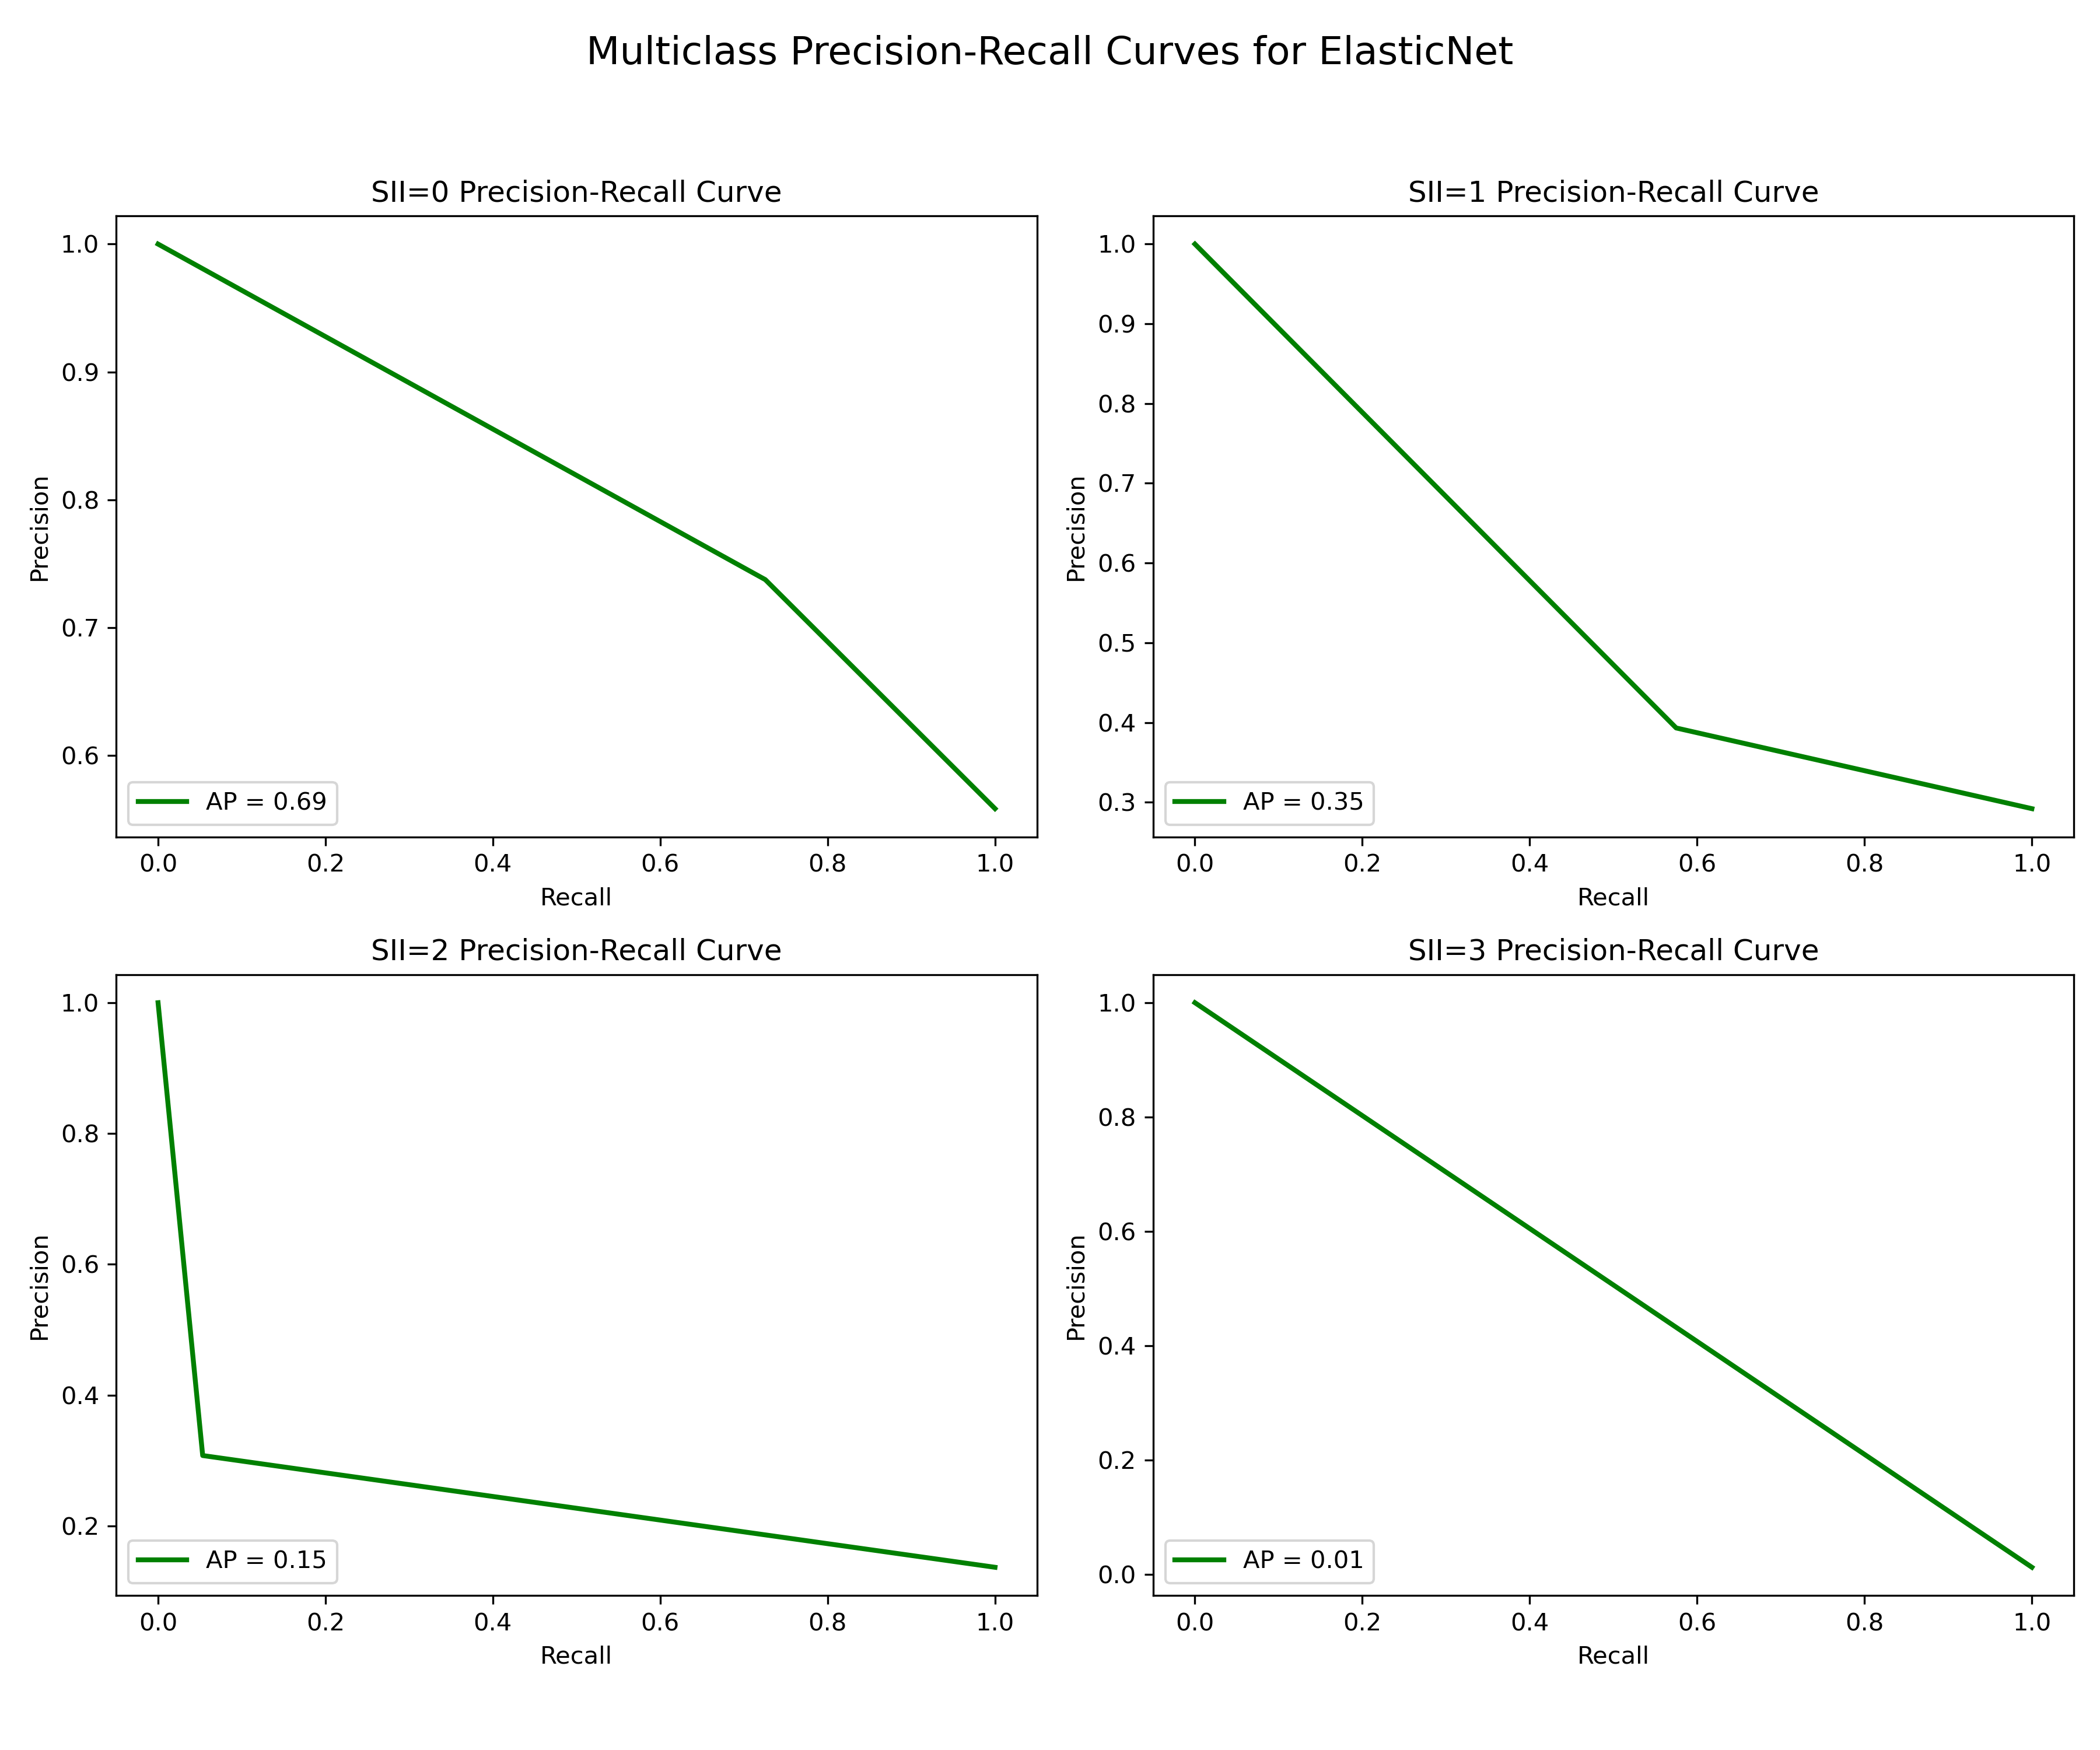 Multiclass Precision-Recall Curves for ElasticNet
SII=0 Precision-Recall Curve
1.0
0.9
0.8
0.7
0.6
Precision
AP = 0.69
0.0 0.2 0.4 0.6 0.8 1.0
Recall
SII=1 Precision-Recall Curve
1.0
0.9
0.8
0.7
0.6
0.5
0.4
0.3
Precision
AP = 0.35
0.0 0.2 0.4 0.6 0.8 1.0
Recall
SII=2 Precision-Recall Curve
1.0
0.8
0.6
0.4
0.2
Precision
AP = 0.15
0.0 0.2 0.4 0.6 0.8 1.0
Recall
SII=3 Precision-Recall Curve
1.0
0.8
0.6
0.4
0.2
0.0
Precision
AP = 0.01
0.0 0.2 0.4 0.6 0.8 1.0
Recall